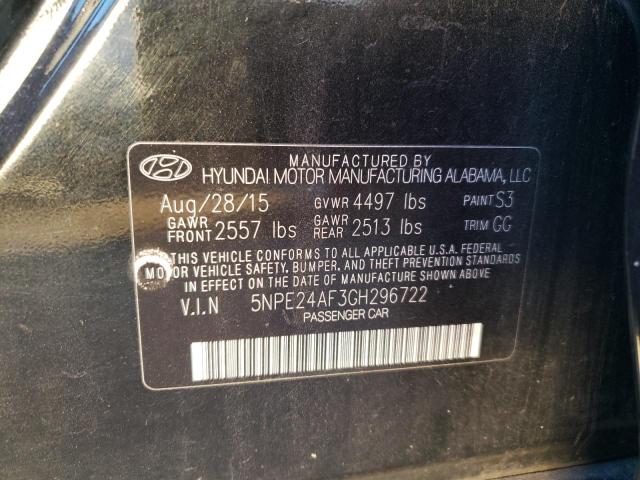 MANUFACTURED BY
HYUNDAI MOTOR MANUFACTURING ALABAMA, LLC
Aug/28/15 GVWR 4497 lbs PAINT S3
GAWR FRONT 2557 lbs GAWR REAR 2513 lbs TRIM GG
THIS VEHICLE CONFORMS TO ALL APPLICABLE U.S.A. FEDERAL
MOTOR VEHICLE SAFETY, BUMPER, AND THEFT PREVENTION STANDARDS
IN EFFECT ON THE DATE OF MANUFACTURE SHOWN ABOVE
V.I.N 5NPE24AF3GH296722
PASSENGER CAR